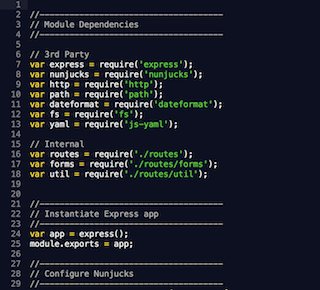 1
2 //-----------------------------------
3 // Module Dependencies
4 //-----------------------------------
5
6 // 3rd Party
7 var express = require('express');
8 var nunjucks = require('nunjucks');
9 var http = require('http');
10 var path = require('path');
11 var dateformat = require('dateformat');
12 var fs = require('fs');
13 var yaml = require('js-yaml');
14
15 // Internal
16 var routes = require('./routes');
17 var forms = require('./routes/forms');
18 var util = require('./routes/util');
19
20
21 //-----------------------------------
22 // Instantiate Express app
23 //-----------------------------------
24 var app = express();
25 module.exports = app;
26
27 //-----------------------------------
28 // Configure Nunjucks
29 //-----------------------------------